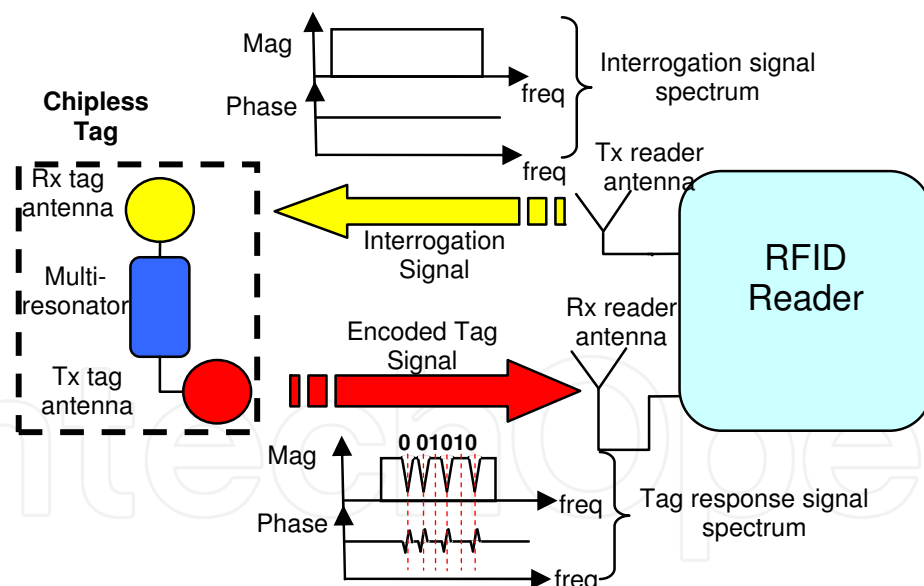 Mag
freq
Phase
freq
Interrogation signal
spectrum
Chipless
Tag
Rx tag
antenna
Multi-
resonator
Tx tag
antenna
Tx reader
antenna
Interrogation
Signal
RFID
Reader
Rx reader
antenna
Encoded Tag
Signal
0 01010
Mag
freq
Phase
freq
Tag response signal
spectrum
ntechOpe